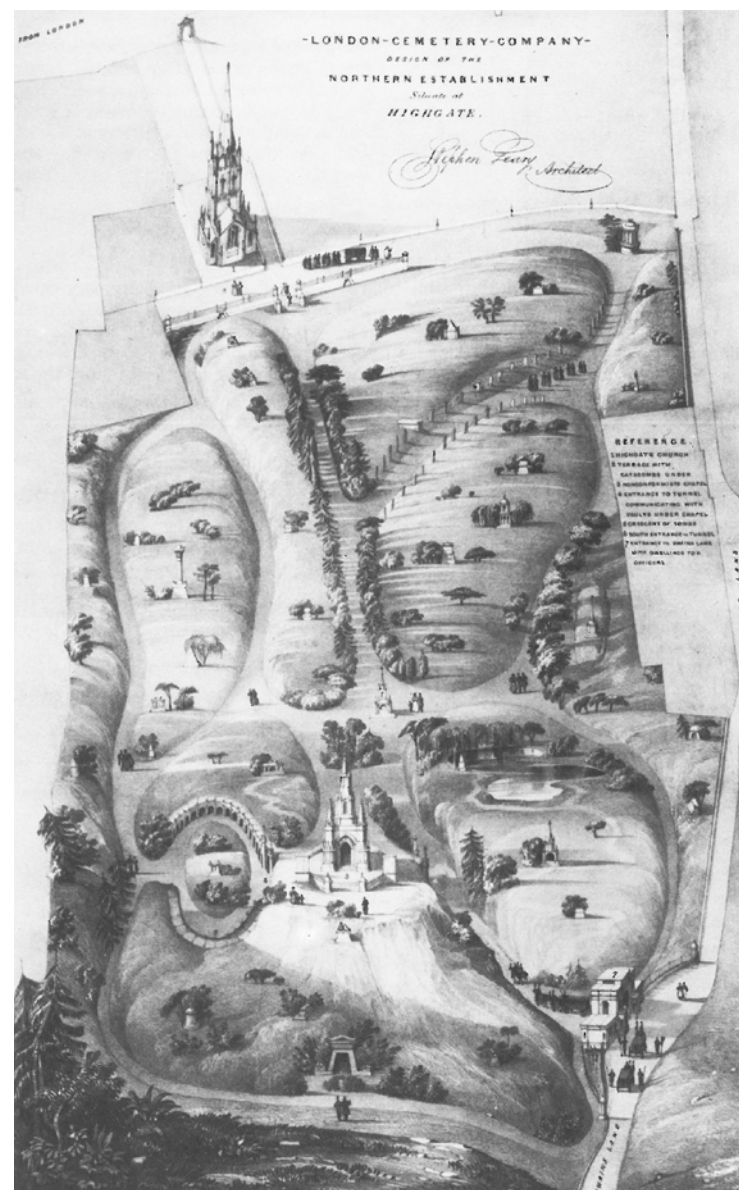 FROM LONDON
-LONDON-CEMETERY-COMPANY-
DESIGN OF THE
NORTHERN ESTABLISHMENT
Situate at
HIGHGATE.
Stephen Geary Architect
REFERENCE.
1 HIGHGATE CHURCH
2 TERRACE WITH
CATACOMBS UNDER
3 NONCONFORMISTS CHAPEL
4 ENTRANCE TO TUNNEL
COMMUNICATING WITH
VAULTS UNDER CHAPEL
5 CRESCENT OF TOMBS
6 SOUTH ENTRANCE TO TUNNEL
7 ENTRANCE IN SWAINS LANE
WITH DWELLINGS FOR
OFFICERS
LANE
7
SWAINS LANE